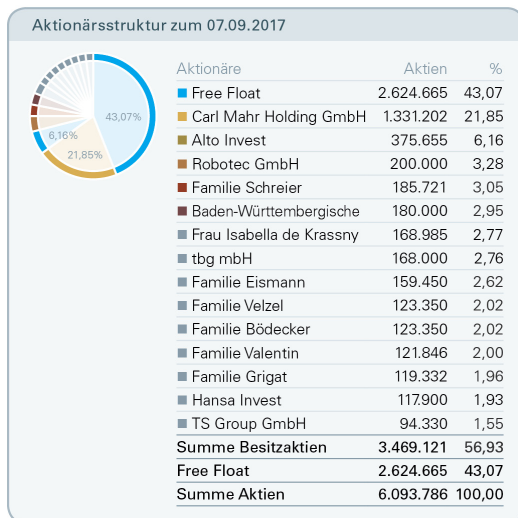 Aktionärsstruktur zum 07.09.2017
Aktionäre Aktien %
Free Float 2.624.665 43,07
Carl Mahr Holding GmbH 1.331.202 21,85
Alto Invest 375.655 6,16
Robotec GmbH 200.000 3,28
Familie Schreier 185.721 3,05
Baden-Württembergische 180.000 2,95
Frau Isabella de Krassny 168.985 2,77
tbg mbH 168.000 2,76
Familie Eismann 159.450 2,62
Familie Velzel 123.350 2,02
Familie Bödecker 123.350 2,02
Familie Valentin 121.846 2,00
Familie Grigat 119.332 1,96
Hansa Invest 117.900 1,93
TS Group GmbH 94.330 1,55
Summe Besitzaktien 3.469.121 56,93
Free Float 2.624.665 43,07
Summe Aktien 6.093.786 100,00
43,07%
6,16%
21,85%